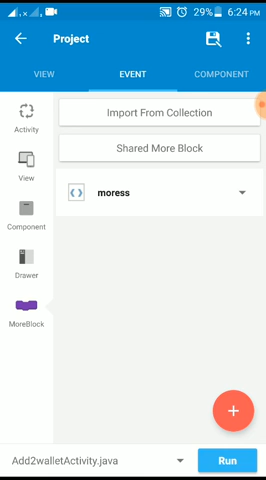 29% 6:24 PM
Project
VIEW EVENT COMPONENT
Import From Collection
Activity
Shared More Block
View
moress
Component
Drawer
MoreBlock
+
Add2walletActivity.java Run